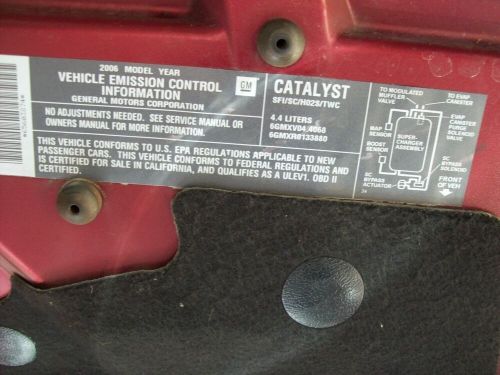 2006 MODEL YEAR
VEHICLE EMISSION CONTROL
INFORMATION
GENERAL MOTORS CORPORATION
GM
NO ADJUSTMENTS NEEDED. SEE SERVICE MANUAL OR
OWNERS MANUAL FOR MORE INFORMATION.
CATALYST
SFI/SC/HO2S/TWC
4.4 LITERS
6GMXV04.4068
6GMXR0133880
THIS VEHICLE CONFORMS TO U.S. EPA REGULATIONS APPLICABLE TO NEW
PASSENGER CARS. THIS VEHICLE CONFORMS TO FEDERAL REGULATIONS AND
IS CERTIFIED FOR SALE IN CALIFORNIA, AND QUALIFIES AS A ULEV1. OBD II
CERTIFIED.
TO MODULATED
MUFFLER
VALVE
TO EVAP
CANISTER
MAP
SENSOR
BOOST
SENSOR
SUPER-
CHARGER
ASSEMBLY
EVAP
CANISTER
PURGE
SOLENOID
VALVE
SC
BYPASS
SOLENOID
SC
BYPASS
ACTUATOR
FRONT
OF VEH